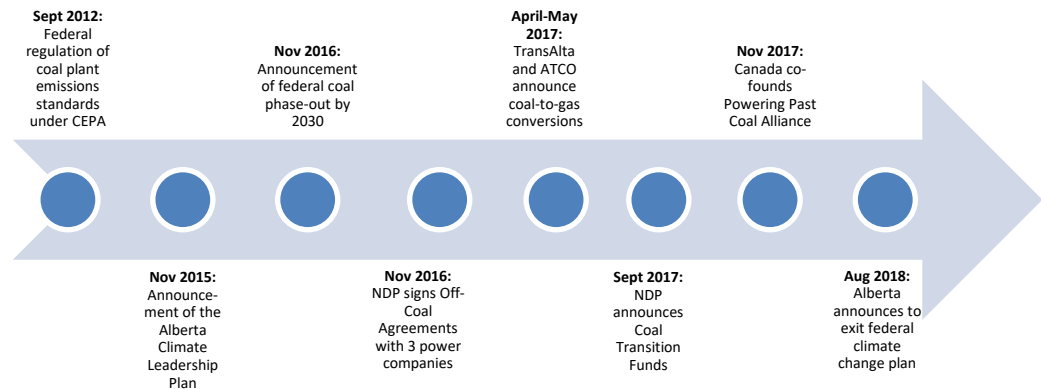 Sept 2012:
Federal
regulation of
coal plant
emissions
standards
under CEPA
Nov 2015:
Announce-
ment of the
Alberta
Climate
Leadership
Plan
Nov 2016:
Announcement
of federal coal
phase-out by
2030
Nov 2016:
NDP signs Off-
Coal
Agreements
with 3 power
companies
April-May
2017:
TransAlta
and ATCO
announce
coal-to-gas
conversions
Sept 2017:
NDP
announces
Coal
Transition
Funds
Nov 2017:
Canada co-
founds
Powering Past
Coal Alliance
Aug 2018:
Alberta
announces to
exit federal
climate
change plan